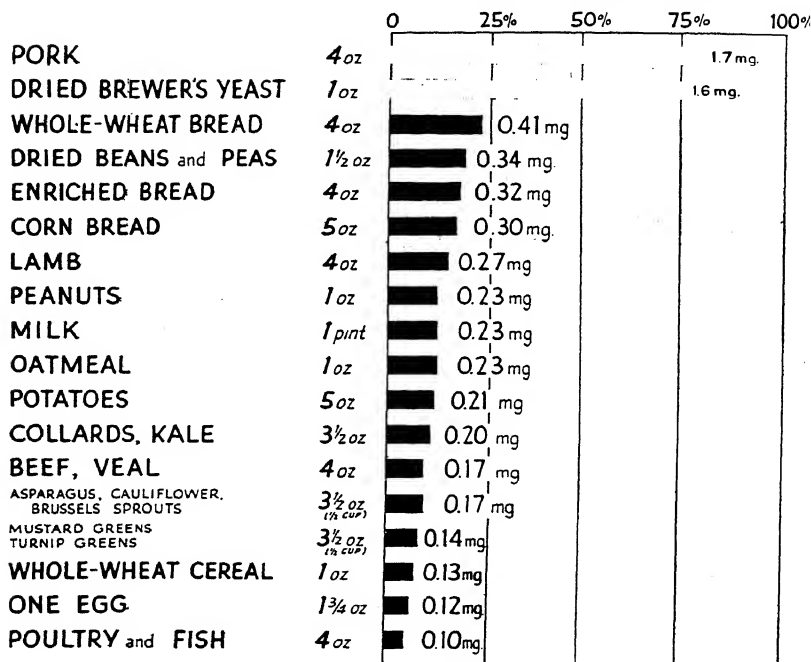 0 25% 50% 75% 100%
PORK 4 oz 1.7 mg.
DRIED BREWER'S YEAST 1 oz 1.6 mg.
WHOLE-WHEAT BREAD 4 oz 0.41 mg
DRIED BEANS and PEAS 1½ oz 0.34 mg.
ENRICHED BREAD 4 oz 0.32 mg
CORN BREAD 5 oz 0.30 mg.
LAMB 4 oz 0.27 mg
PEANUTS 1 oz 0.23 mg
MILK 1 pint 0.23 mg
OATMEAL 1 oz 0.23 mg
POTATOES 5 oz 0.21 mg
COLLARDS, KALE 3½ oz 0.20 mg
BEEF, VEAL 4 oz 0.17 mg
ASPARAGUS, CAULIFLOWER,
BRUSSELS SPROUTS 3½ oz 0.17 mg
(½ CUP)
MUSTARD GREENS
TURNIP GREENS 3½ oz 0.14 mg
(½ CUP)
WHOLE-WHEAT CEREAL 1 oz 0.13 mg
ONE EGG 1¾ oz 0.12 mg
POULTRY and FISH 4 oz 0.10 mg.